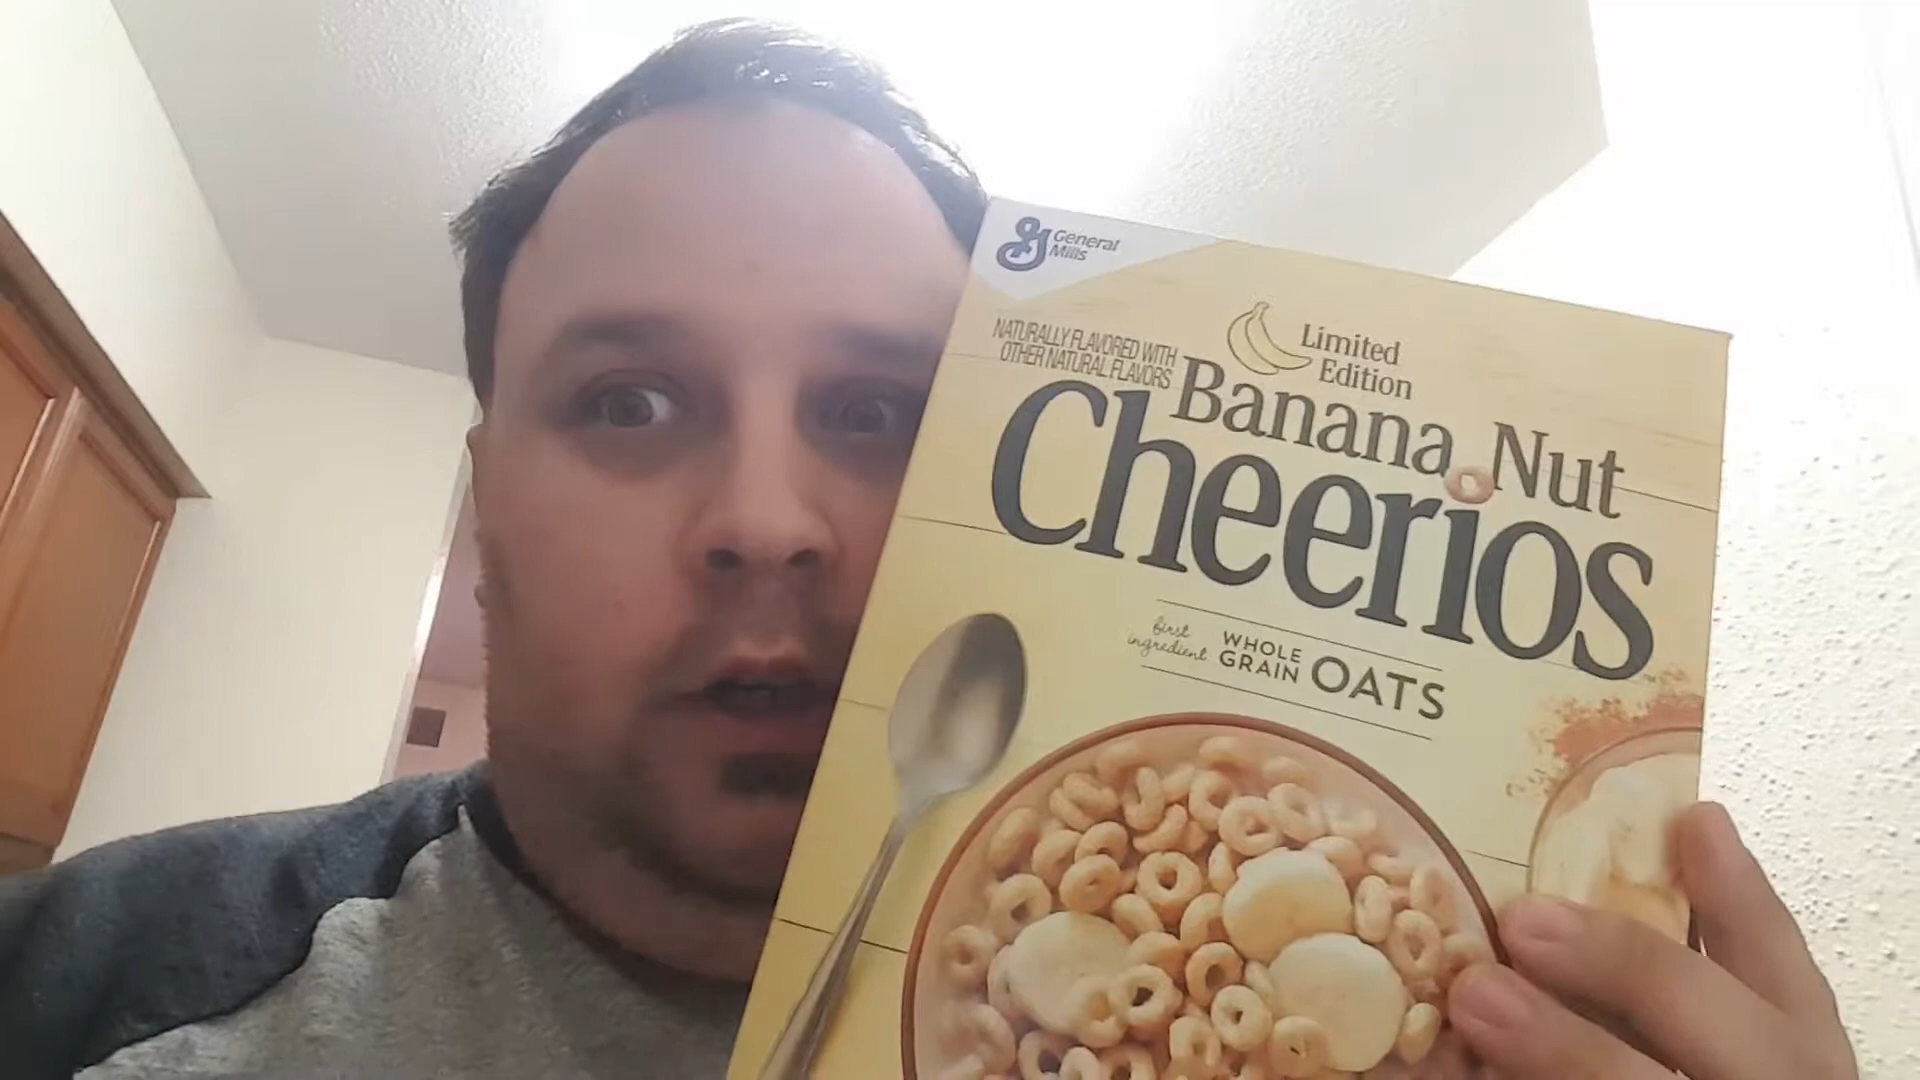 General
Mills
Limited
Edition
NATURALLY FLAVORED WITH
OTHER NATURAL FLAVORS
Banana Nut
Cheerios
first
ingredient
WHOLE
GRAIN
OATS